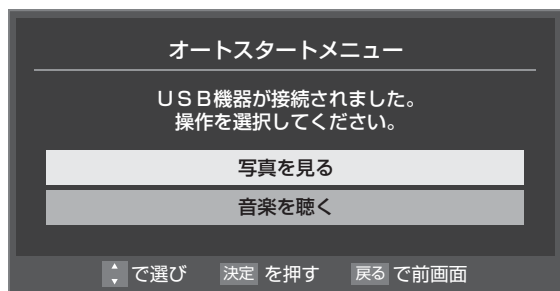 オートスタートメニュー
ＵＳＢ機器が接続されました。
操作を選択してください。
写真を見る
音楽を聴く
で選び 決定 を押す 戻る で前画面